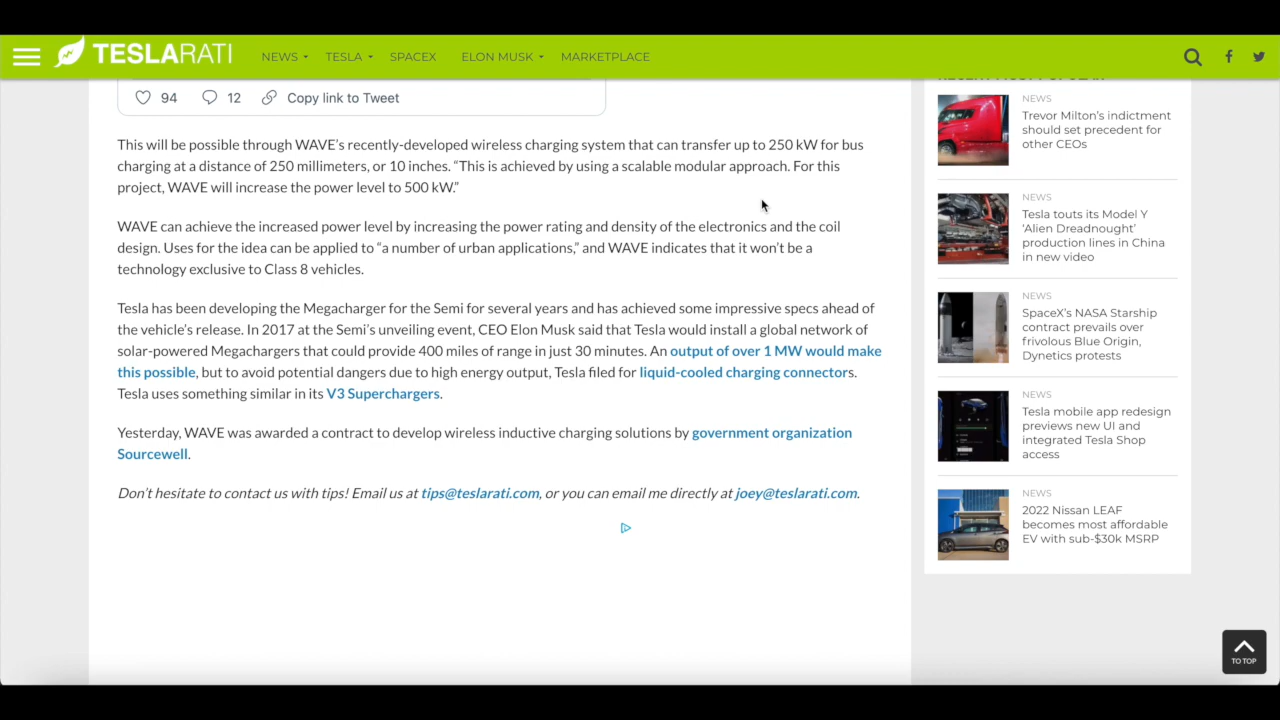 TESLARATI
NEWS
TESLA
SPACEX
ELON MUSK
MARKETPLACE
94
12
Copy link to Tweet
This will be possible through WAVE’s recently-developed wireless charging system that can transfer up to 250 kW for bus
charging at a distance of 250 millimeters, or 10 inches. “This is achieved by using a scalable modular approach. For this
project, WAVE will increase the power level to 500 kW.”
WAVE can achieve the increased power level by increasing the power rating and density of the electronics and the coil
design. Uses for the idea can be applied to “a number of urban applications,” and WAVE indicates that it won’t be a
technology exclusive to Class 8 vehicles.
Tesla has been developing the Megacharger for the Semi for several years and has achieved some impressive specs ahead of
the vehicle’s release. In 2017 at the Semi’s unveiling event, CEO Elon Musk said that Tesla would install a global network of
solar-powered Megachargers that could provide 400 miles of range in just 30 minutes. An output of over 1 MW would make
this possible, but to avoid potential dangers due to high energy output, Tesla filed for liquid-cooled charging connectors.
Tesla uses something similar in its V3 Superchargers.
Yesterday, WAVE was awarded a contract to develop wireless inductive charging solutions by government organization
Sourcewell.
Don’t hesitate to contact us with tips! Email us at tips@teslarati.com, or you can email me directly at joey@teslarati.com.
RECENT MOST POPULAR
NEWS
Trevor Milton’s indictment
should set precedent for
other CEOs
NEWS
Tesla touts its Model Y
‘Alien Dreadnought’
production lines in China
in new video
NEWS
SpaceX’s NASA Starship
contract prevails over
frivolous Blue Origin,
Dynetics protests
NEWS
Tesla mobile app redesign
previews new UI and
integrated Tesla Shop
access
NEWS
2022 Nissan LEAF
becomes most affordable
EV with sub-$30k MSRP
TO TOP